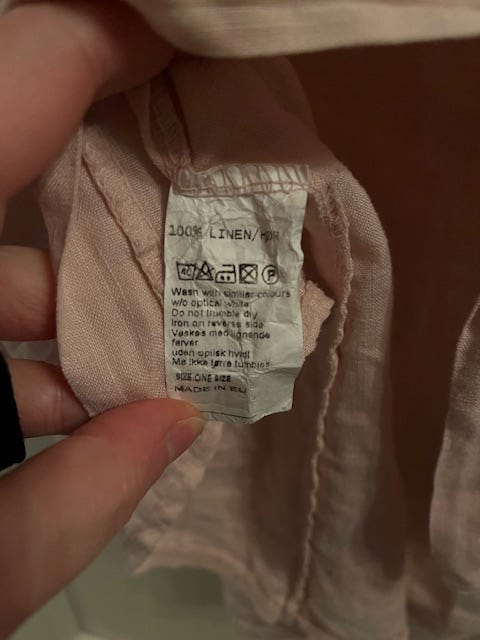 100% LINEN/HØR
40 P
Wash with similar colours
w/o optical white
Do not tumble dry
Iron on reverse side
Vaskes med lignende
farver
uden optisk hvidt
Må ikke tørre tumbles
SIZE:ONE SIZE
MADE IN EU